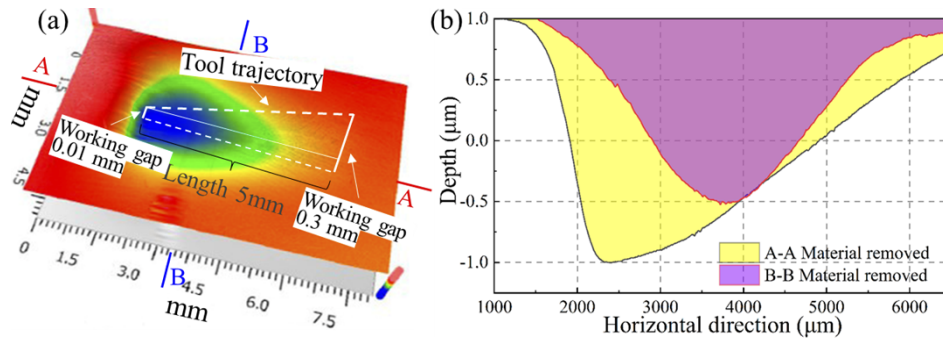 (a)
B
Tool trajectory
A
mm
0
1.5
3.0
4.5
Working gap
0.01 mm
Length 5mm
Working gap
0.3 mm
A
B
0
1.5
3.0
4.5
6.0
7.5
mm
(b)
1.0
0.5
0.0
-0.5
-1.0
Depth (μm)
A-A Material removed
B-B Material removed
1000 2000 3000 4000 5000 6000
Horizontal direction (μm)